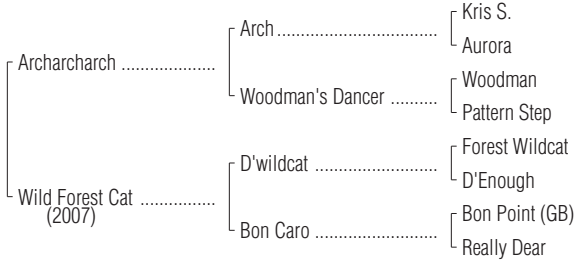 Kris S.
Arch ........................................
Aurora
Archarcharch ....................
Woodman
Woodman's Dancer ..........
Pattern Step
Forest Wildcat
D'wildcat ..............................
D'Enough
Wild Forest Cat ................
(2007)
Bon Point (GB)
Bon Caro ..............................
Really Dear